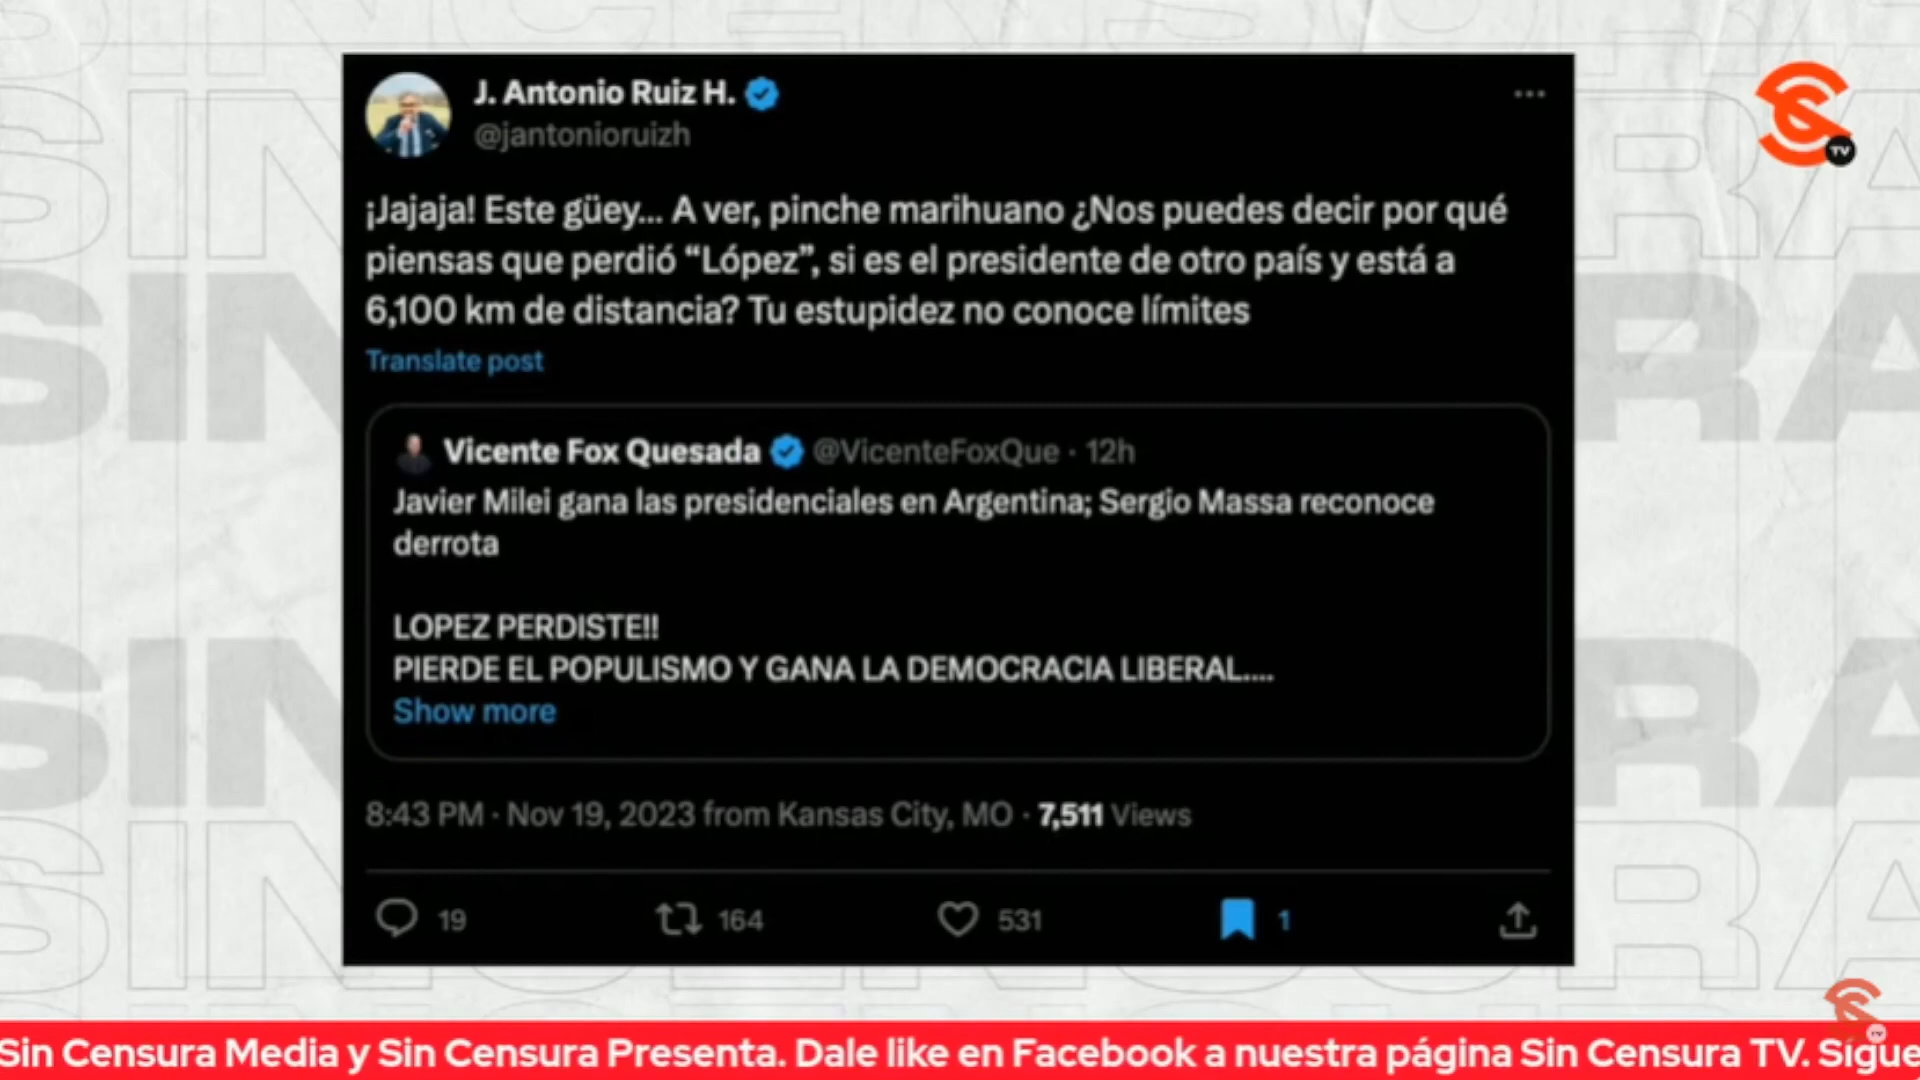 J. Antonio Ruiz H.
@jantonioruizh
¡Jajaja! Este güey... A ver, pinche marihuano ¿Nos puedes decir por qué
piensas que perdió “López”, si es el presidente de otro país y está a
6,100 km de distancia? Tu estupidez no conoce límites
Translate post
Vicente Fox Quesada @VicenteFoxQue · 12h
Javier Milei gana las presidenciales en Argentina; Sergio Massa reconoce
derrota
LOPEZ PERDISTE!!
PIERDE EL POPULISMO Y GANA LA DEMOCRACIA LIBERAL....
Show more
8:43 PM · Nov 19, 2023 from Kansas City, MO · 7,511 Views
19 164 531 1
TV
Sin Censura Media y Sin Censura Presenta. Dale like en Facebook a nuestra página Sin Censura TV. Sigue